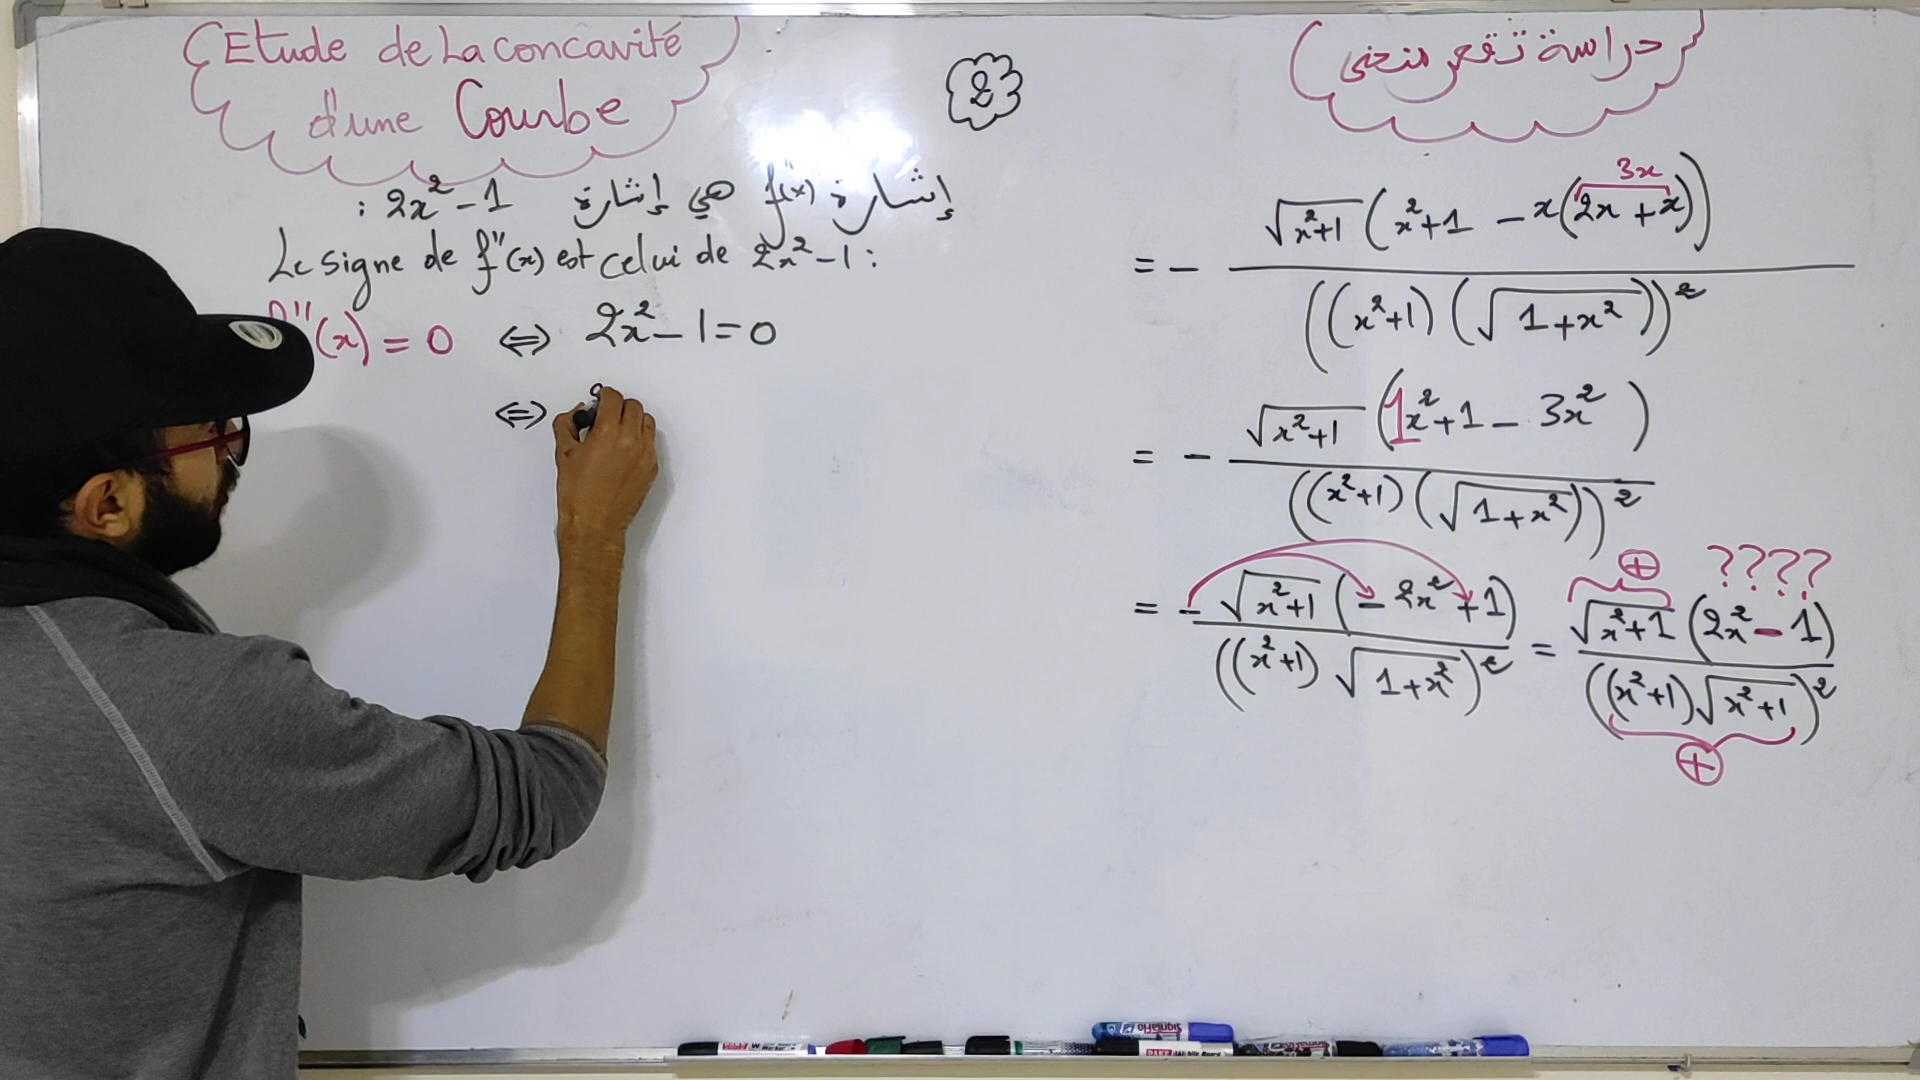 Etude de La concavité
d'une Courbe
2
دراسة تقعر منحنى
إشارة f''(x) هي إشارة 2x² - 1 :
Le signe de f''(x) est celui de 2x² - 1 :
f''(x) = 0 ⇔ 2x² - 1 = 0
⇔
3x
= - √x²+1 (x²+1 - x(2x + x))
((x²+1)(√1+x²))²
= - √x²+1 (1x²+1 - 3x²)
((x²+1)(√1+x²))²
+ ????
= - √x²+1 (- 2x² + 1) = √x²+1 (2x² - 1)
((x²+1) √1+x²)² ((x²+1)√x²+1)²
+